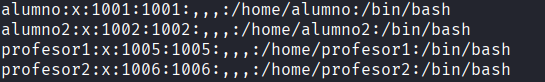 alumno:x:1001:1001:,,,:/home/alumno:/bin/bash
alumno2:x:1002:1002:,,,:/home/alumno2:/bin/bash
profesor1:x:1005:1005:,,,:/home/profesor1:/bin/bash
profesor2:x:1006:1006:,,,:/home/profesor2:/bin/bash